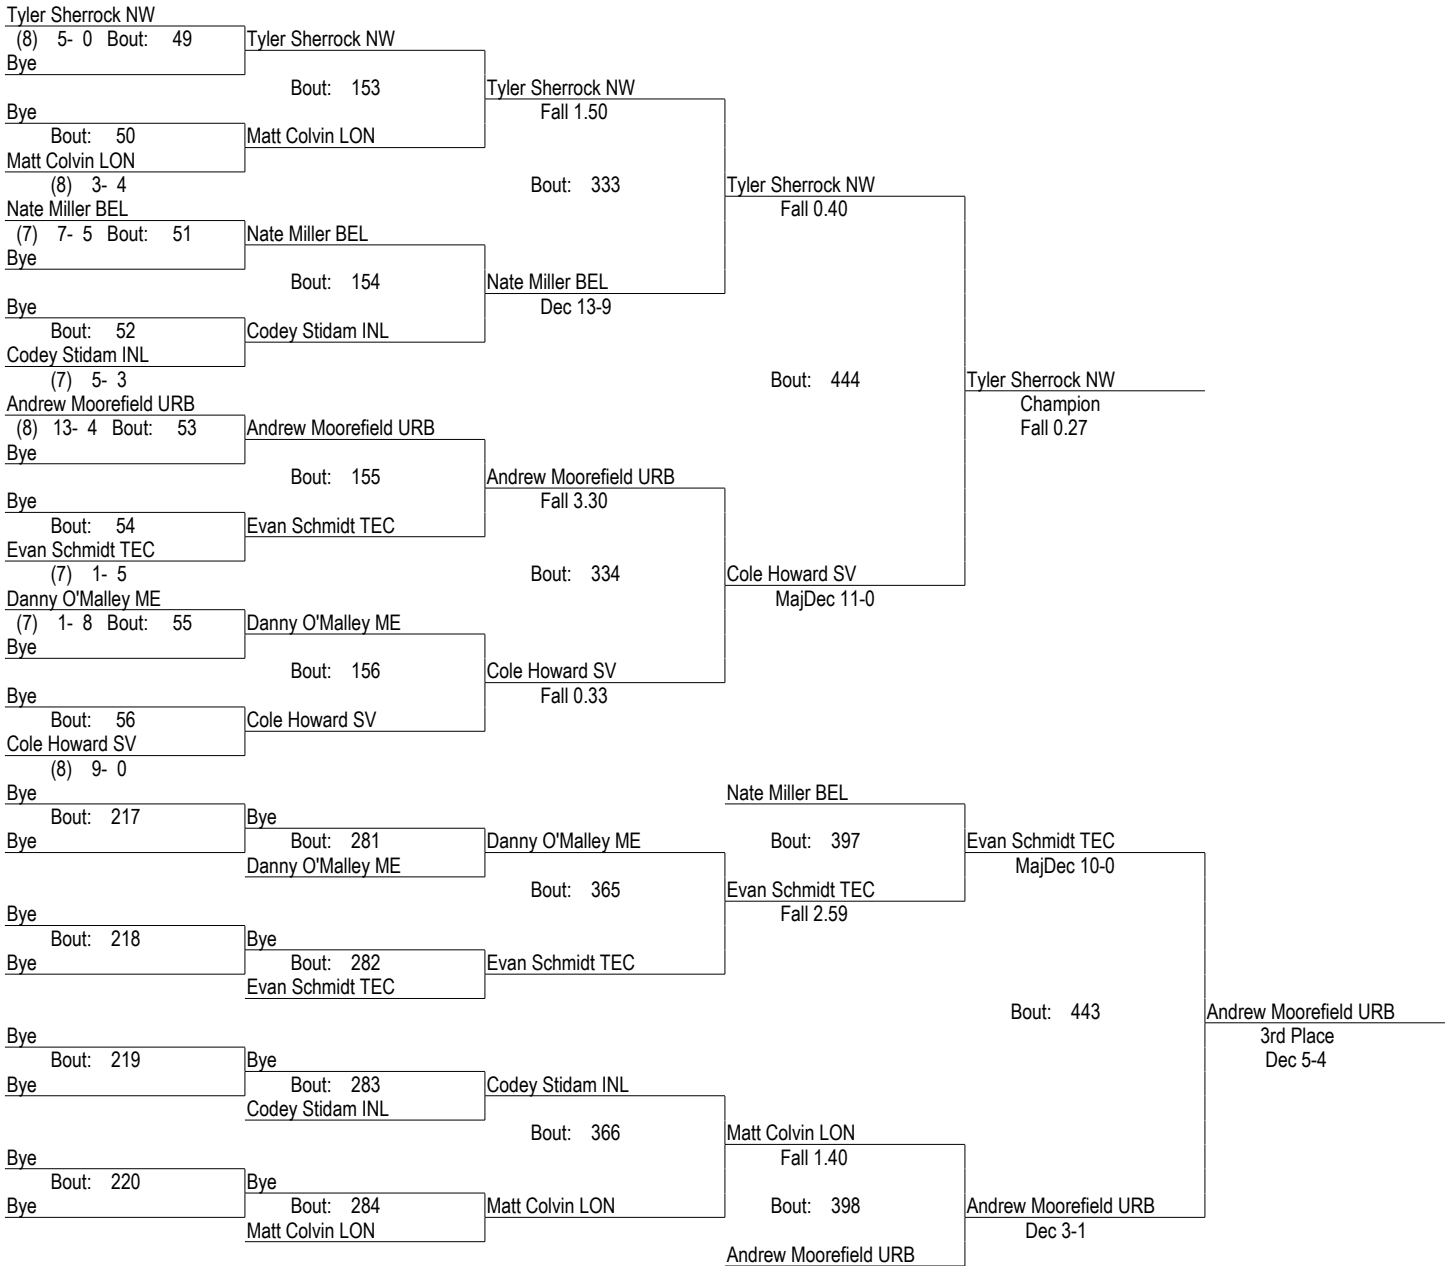 Tyler Sherrock NW
(8) 5- 0 Bout: 49 Tyler Sherrock NW
Bye
Bout: 153 Tyler Sherrock NW
Bye Fall 1.50
Bout: 50 Matt Colvin LON
Matt Colvin LON
(8) 3- 4 Bout: 333 Tyler Sherrock NW
Nate Miller BEL Fall 0.40
(7) 7- 5 Bout: 51 Nate Miller BEL
Bye
Bout: 154 Nate Miller BEL
Bye Dec 13-9
Bout: 52 Codey Stidam INL
Codey Stidam INL
(7) 5- 3 Bout: 444 Tyler Sherrock NW
Andrew Moorefield URB Champion
(8) 13- 4 Bout: 53 Andrew Moorefield URB Fall 0.27
Bye
Bout: 155 Andrew Moorefield URB
Bye Fall 3.30
Bout: 54 Evan Schmidt TEC
Evan Schmidt TEC
(7) 1- 5 Bout: 334 Cole Howard SV
Danny O'Malley ME MajDec 11-0
(7) 1- 8 Bout: 55 Danny O'Malley ME
Bye
Bout: 156 Cole Howard SV
Bye Fall 0.33
Bout: 56 Cole Howard SV
Cole Howard SV
(8) 9- 0
Bye Nate Miller BEL
Bout: 217 Bye
Bye Bout: 281 Danny O'Malley ME Bout: 397 Evan Schmidt TEC
Danny O'Malley ME MajDec 10-0
Bout: 365 Evan Schmidt TEC
Bye Fall 2.59
Bout: 218 Bye
Bye Bout: 282 Evan Schmidt TEC
Evan Schmidt TEC
Bout: 443 Andrew Moorefield URB
Bye 3rd Place
Bout: 219 Bye Dec 5-4
Bye Bout: 283 Codey Stidam INL
Codey Stidam INL
Bout: 366 Matt Colvin LON
Bye Fall 1.40
Bout: 220 Bye
Bye Bout: 284 Matt Colvin LON Bout: 398 Andrew Moorefield URB
Matt Colvin LON Dec 3-1
Andrew Moorefield URB